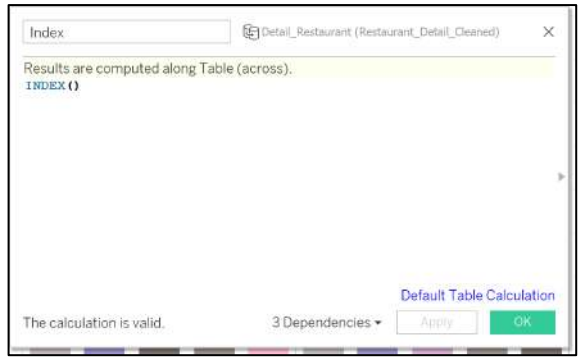 Index Detail_Restaurant (Restaurant_Detail_Cleaned)
Results are computed along Table (across).
INDEX()
Default Table Calculation
The calculation is valid. 3 Dependencies Apply OK